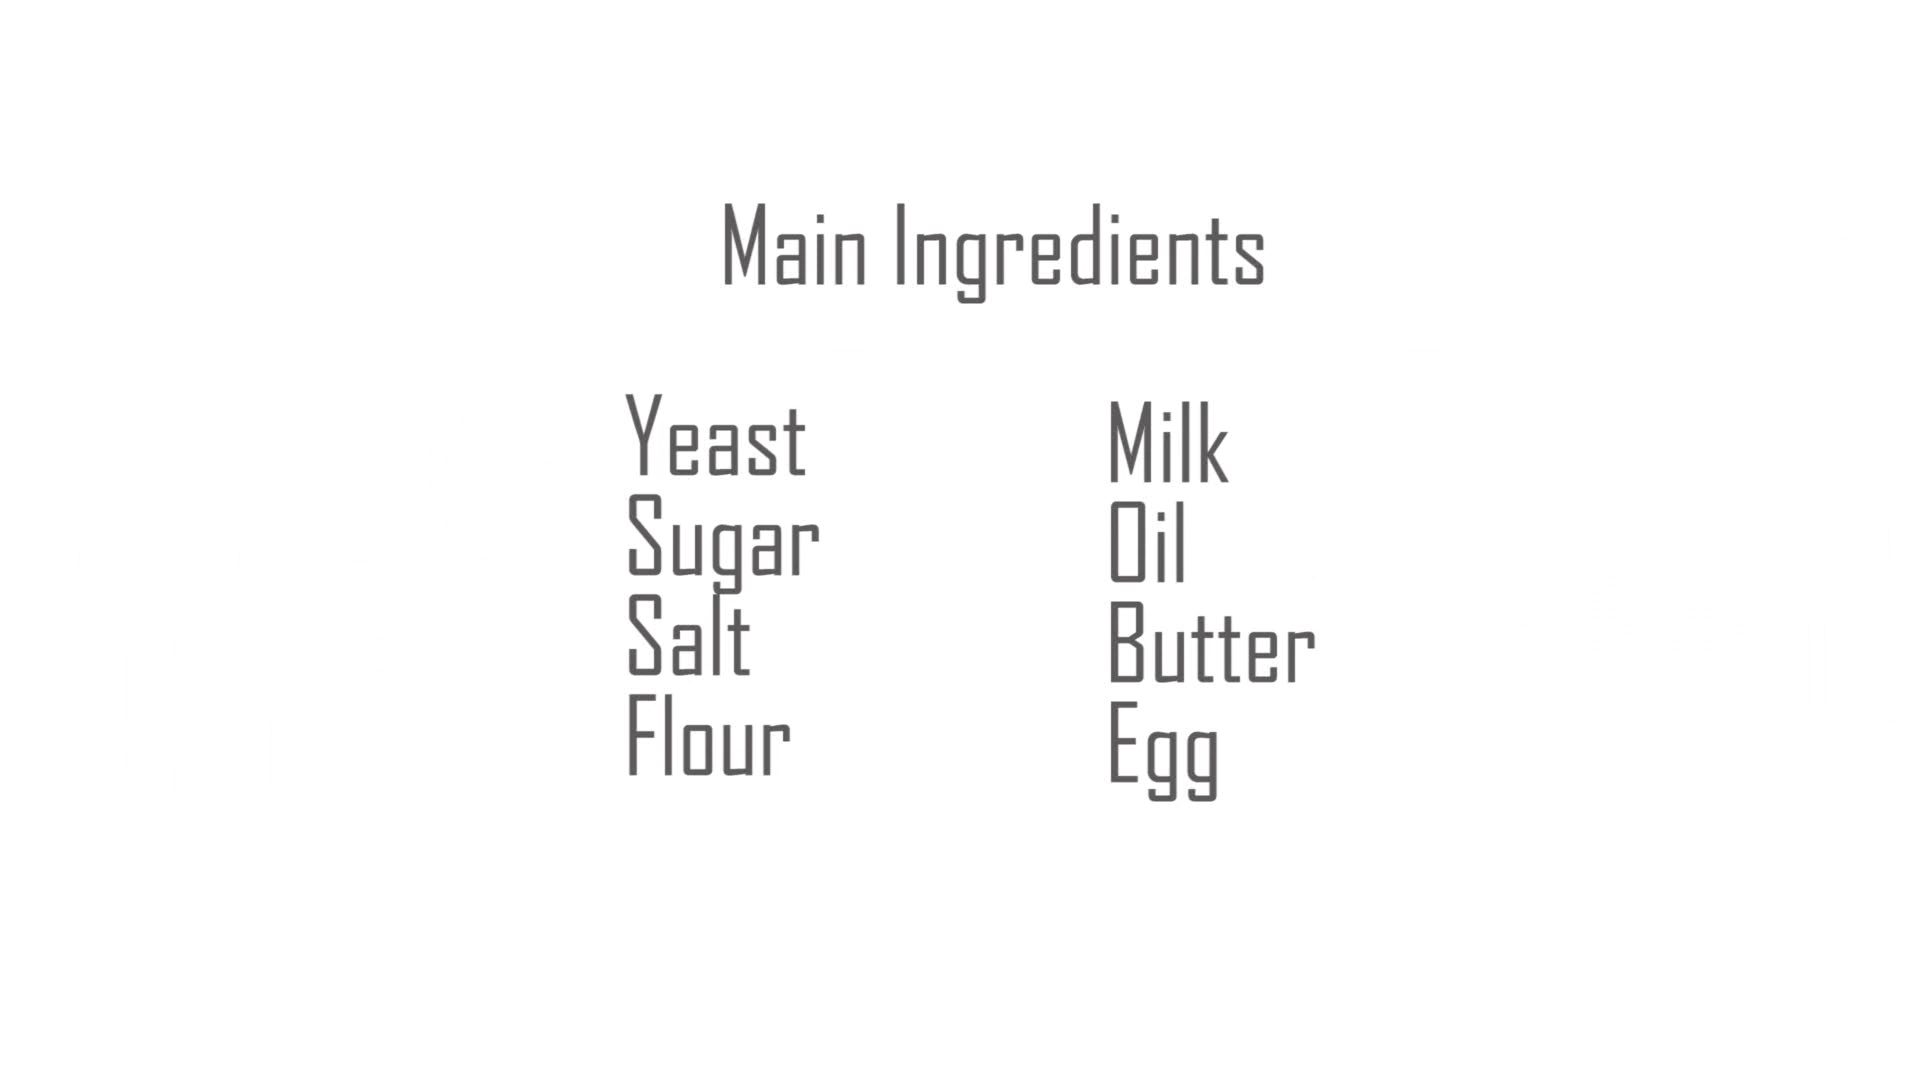 Main Ingredients
Yeast
Sugar
Salt
Flour
Milk
Oil
Butter
Egg